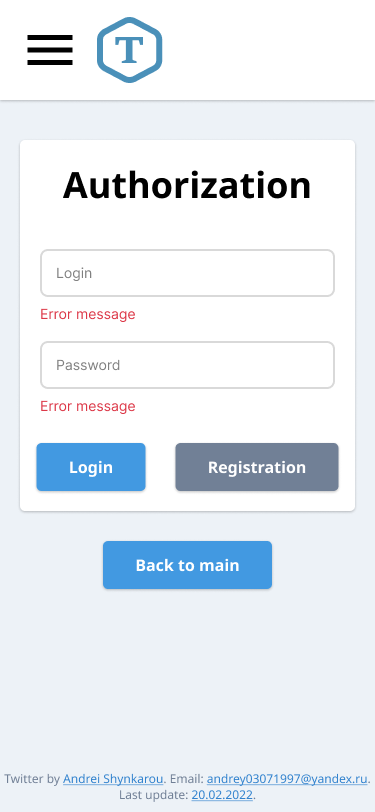 T
Authorization
Login
Error message
Password
Error message
Login Registration
Back to main
Twitter by Andrei Shynkarou. Email: andrey03071997@yandex.ru.
Last update: 20.02.2022.